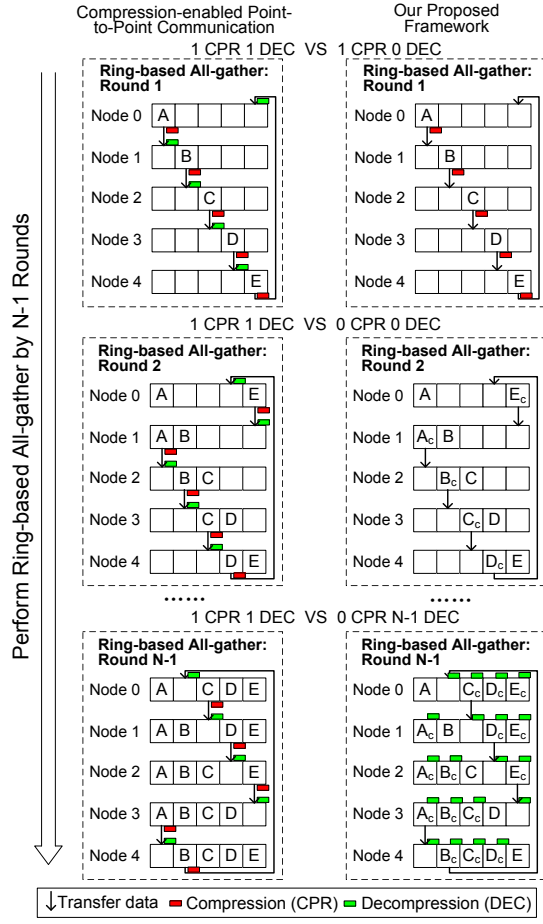 Compression-enabled Point-
to-Point Communication
Our Proposed
Framework
1 CPR 1 DEC VS 1 CPR 0 DEC
Perform Ring-based All-gather by N-1 Rounds
Ring-based All-gather:
Round 1
Node 0 A
Node 1 B
Node 2 C
Node 3 D
Node 4 E
Ring-based All-gather:
Round 1
Node 0 A
Node 1 B
Node 2 C
Node 3 D
Node 4 E
1 CPR 1 DEC VS 0 CPR 0 DEC
Ring-based All-gather:
Round 2
Node 0 A E
Node 1 A B
Node 2 B C
Node 3 C D
Node 4 D E
Ring-based All-gather:
Round 2
Node 0 A Ec
Node 1 Ac B
Node 2 Bc C
Node 3 Cc D
Node 4 Dc E
......
......
1 CPR 1 DEC VS 0 CPR N-1 DEC
Ring-based All-gather:
Round N-1
Node 0 A C D E
Node 1 A B D E
Node 2 A B C E
Node 3 A B C D
Node 4 B C D E
Ring-based All-gather:
Round N-1
Node 0 A Cc Dc Ec
Node 1 Ac B Dc Ec
Node 2 Ac Bc C Ec
Node 3 Ac Bc Cc D
Node 4 Bc Cc Dc E
Transfer data Compression (CPR) Decompression (DEC)